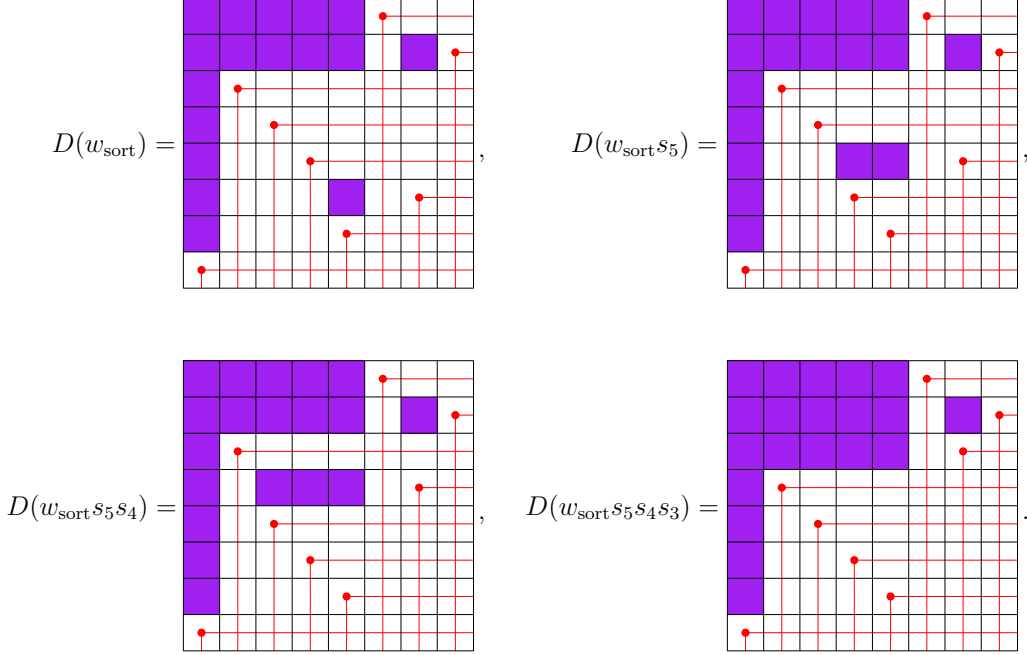 D(w_sort) = , D(w_sort s_5) = ,
D(w_sort s_5 s_4) = , D(w_sort s_5 s_4 s_3) = .